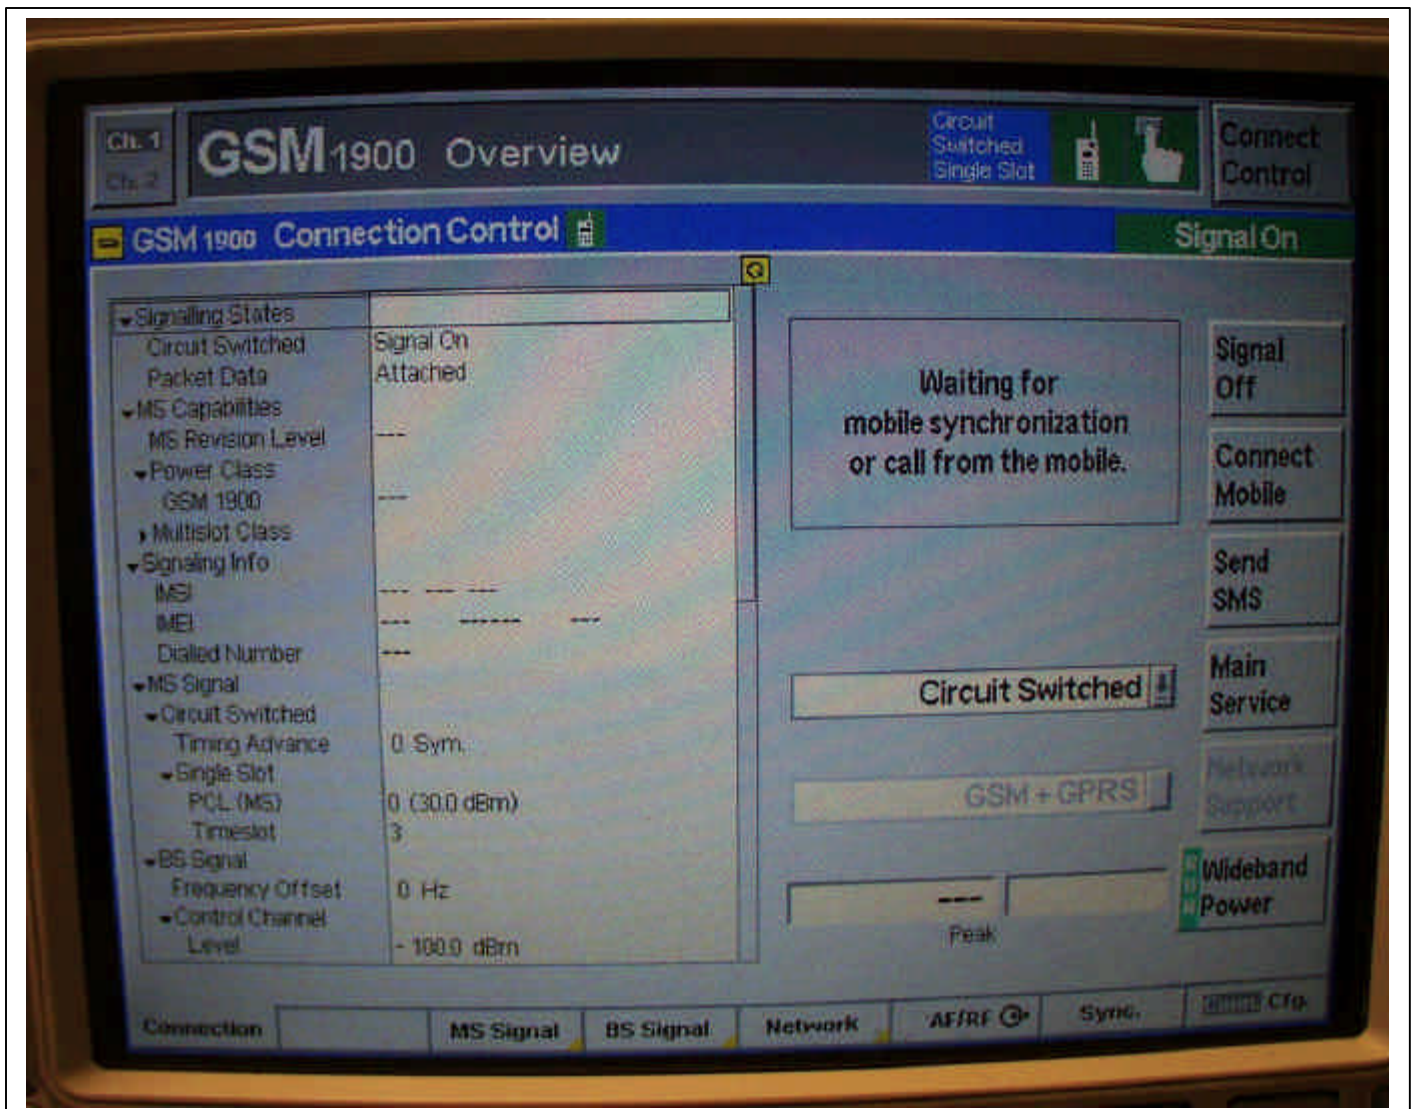 Ch. 1
Ch. 2
GSM 1900 Overview
Circuit
Switched
Single Slot
Connect
Control
GSM 1900 Connection Control
Signal On
Signalling States
Circuit Switched Signal On
Packet Data Attached
MS Capabilities
MS Revision Level ---
Power Class
GSM 1900 ---
Multislot Class
Signaling Info
IMSI --- --- ---
IMEI --- ------ ---
Dialled Number ---
MS Signal
Circuit Switched
Timing Advance 0 Sym.
Single Slot
PCL (MS) 0 (30.0 dBm)
Timeslot 3
BS Signal
Frequency Offset 0 Hz
Control Channel
Level - 100.0 dBm
Waiting for
mobile synchronization
or call from the mobile.
Circuit Switched
GSM + GPRS
---
Peak
Signal
Off
Connect
Mobile
Send
SMS
Main
Service
Network
Support
Wideband
Power
Connection
MS Signal
BS Signal
Network
AF/RF
Sync.
Cfg.